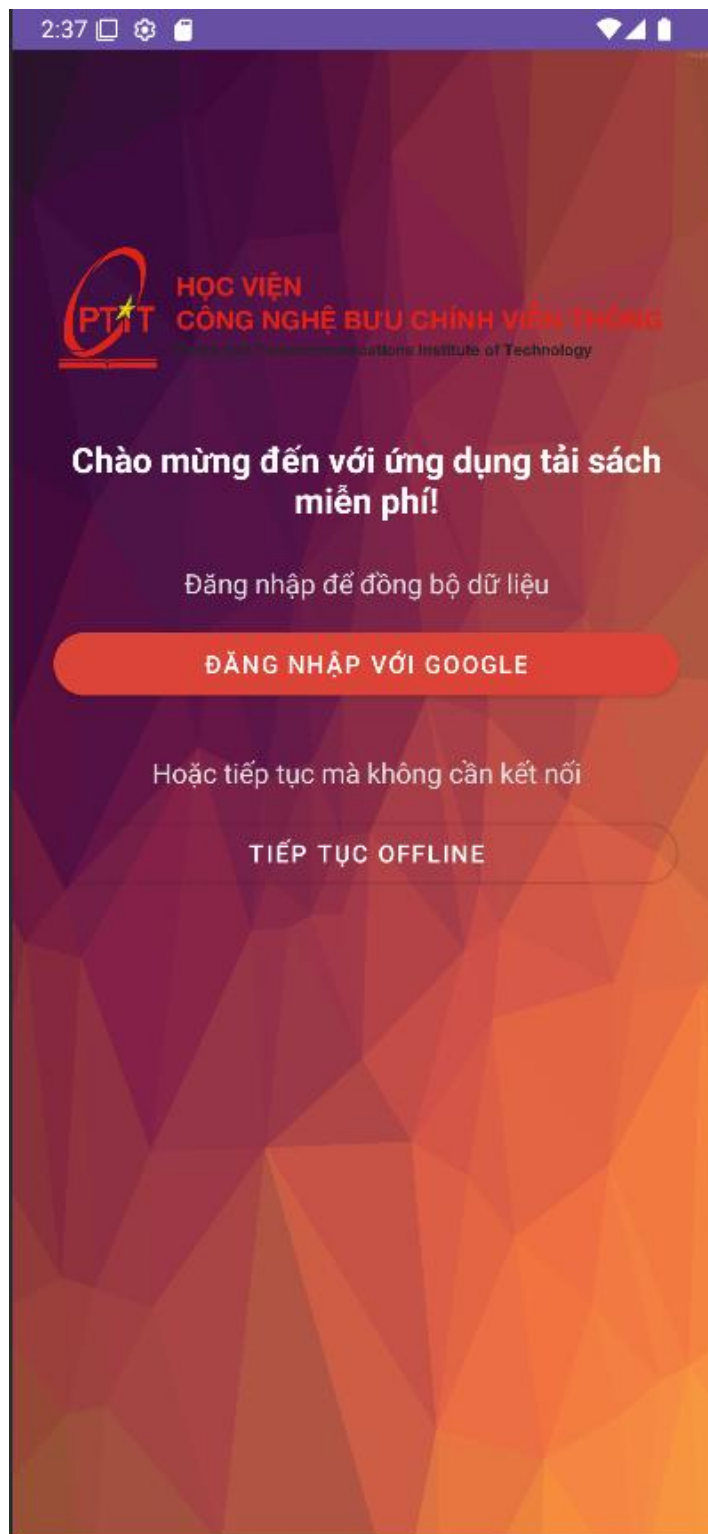 2:37
PTIT
HỌC VIỆN
CÔNG NGHỆ BƯU CHÍNH VIỄN THÔNG
Institute of Technology
Chào mừng đến với ứng dụng tải sách
miễn phí!
Đăng nhập để đồng bộ dữ liệu
ĐĂNG NHẬP VỚI GOOGLE
Hoặc tiếp tục mà không cần kết nối
TIẾP TỤC OFFLINE